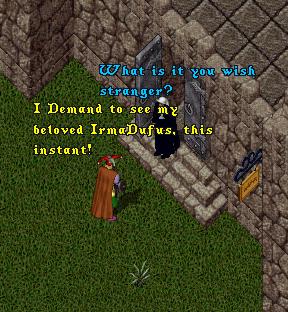 What is it you wish
stranger?
I Demand to see my
beloved IrmaDufus, this
instant!